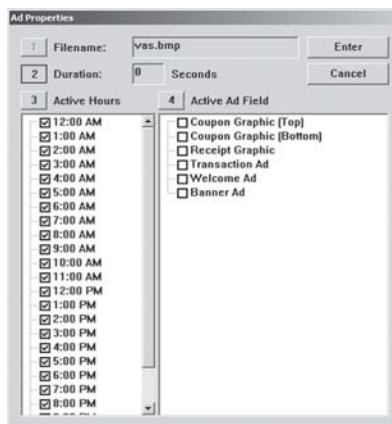 Ad Properties
1 Filename: vas.bmp Enter
2 Duration: 0 Seconds Cancel
3 Active Hours 4 Active Ad Field
12:00 AM
1:00 AM
2:00 AM
3:00 AM
4:00 AM
5:00 AM
6:00 AM
7:00 AM
8:00 AM
9:00 AM
10:00 AM
11:00 AM
12:00 PM
1:00 PM
2:00 PM
3:00 PM
4:00 PM
5:00 PM
6:00 PM
7:00 PM
8:00 PM
Coupon Graphic (Top)
Coupon Graphic (Bottom)
Receipt Graphic
Transaction Ad
Welcome Ad
Banner Ad